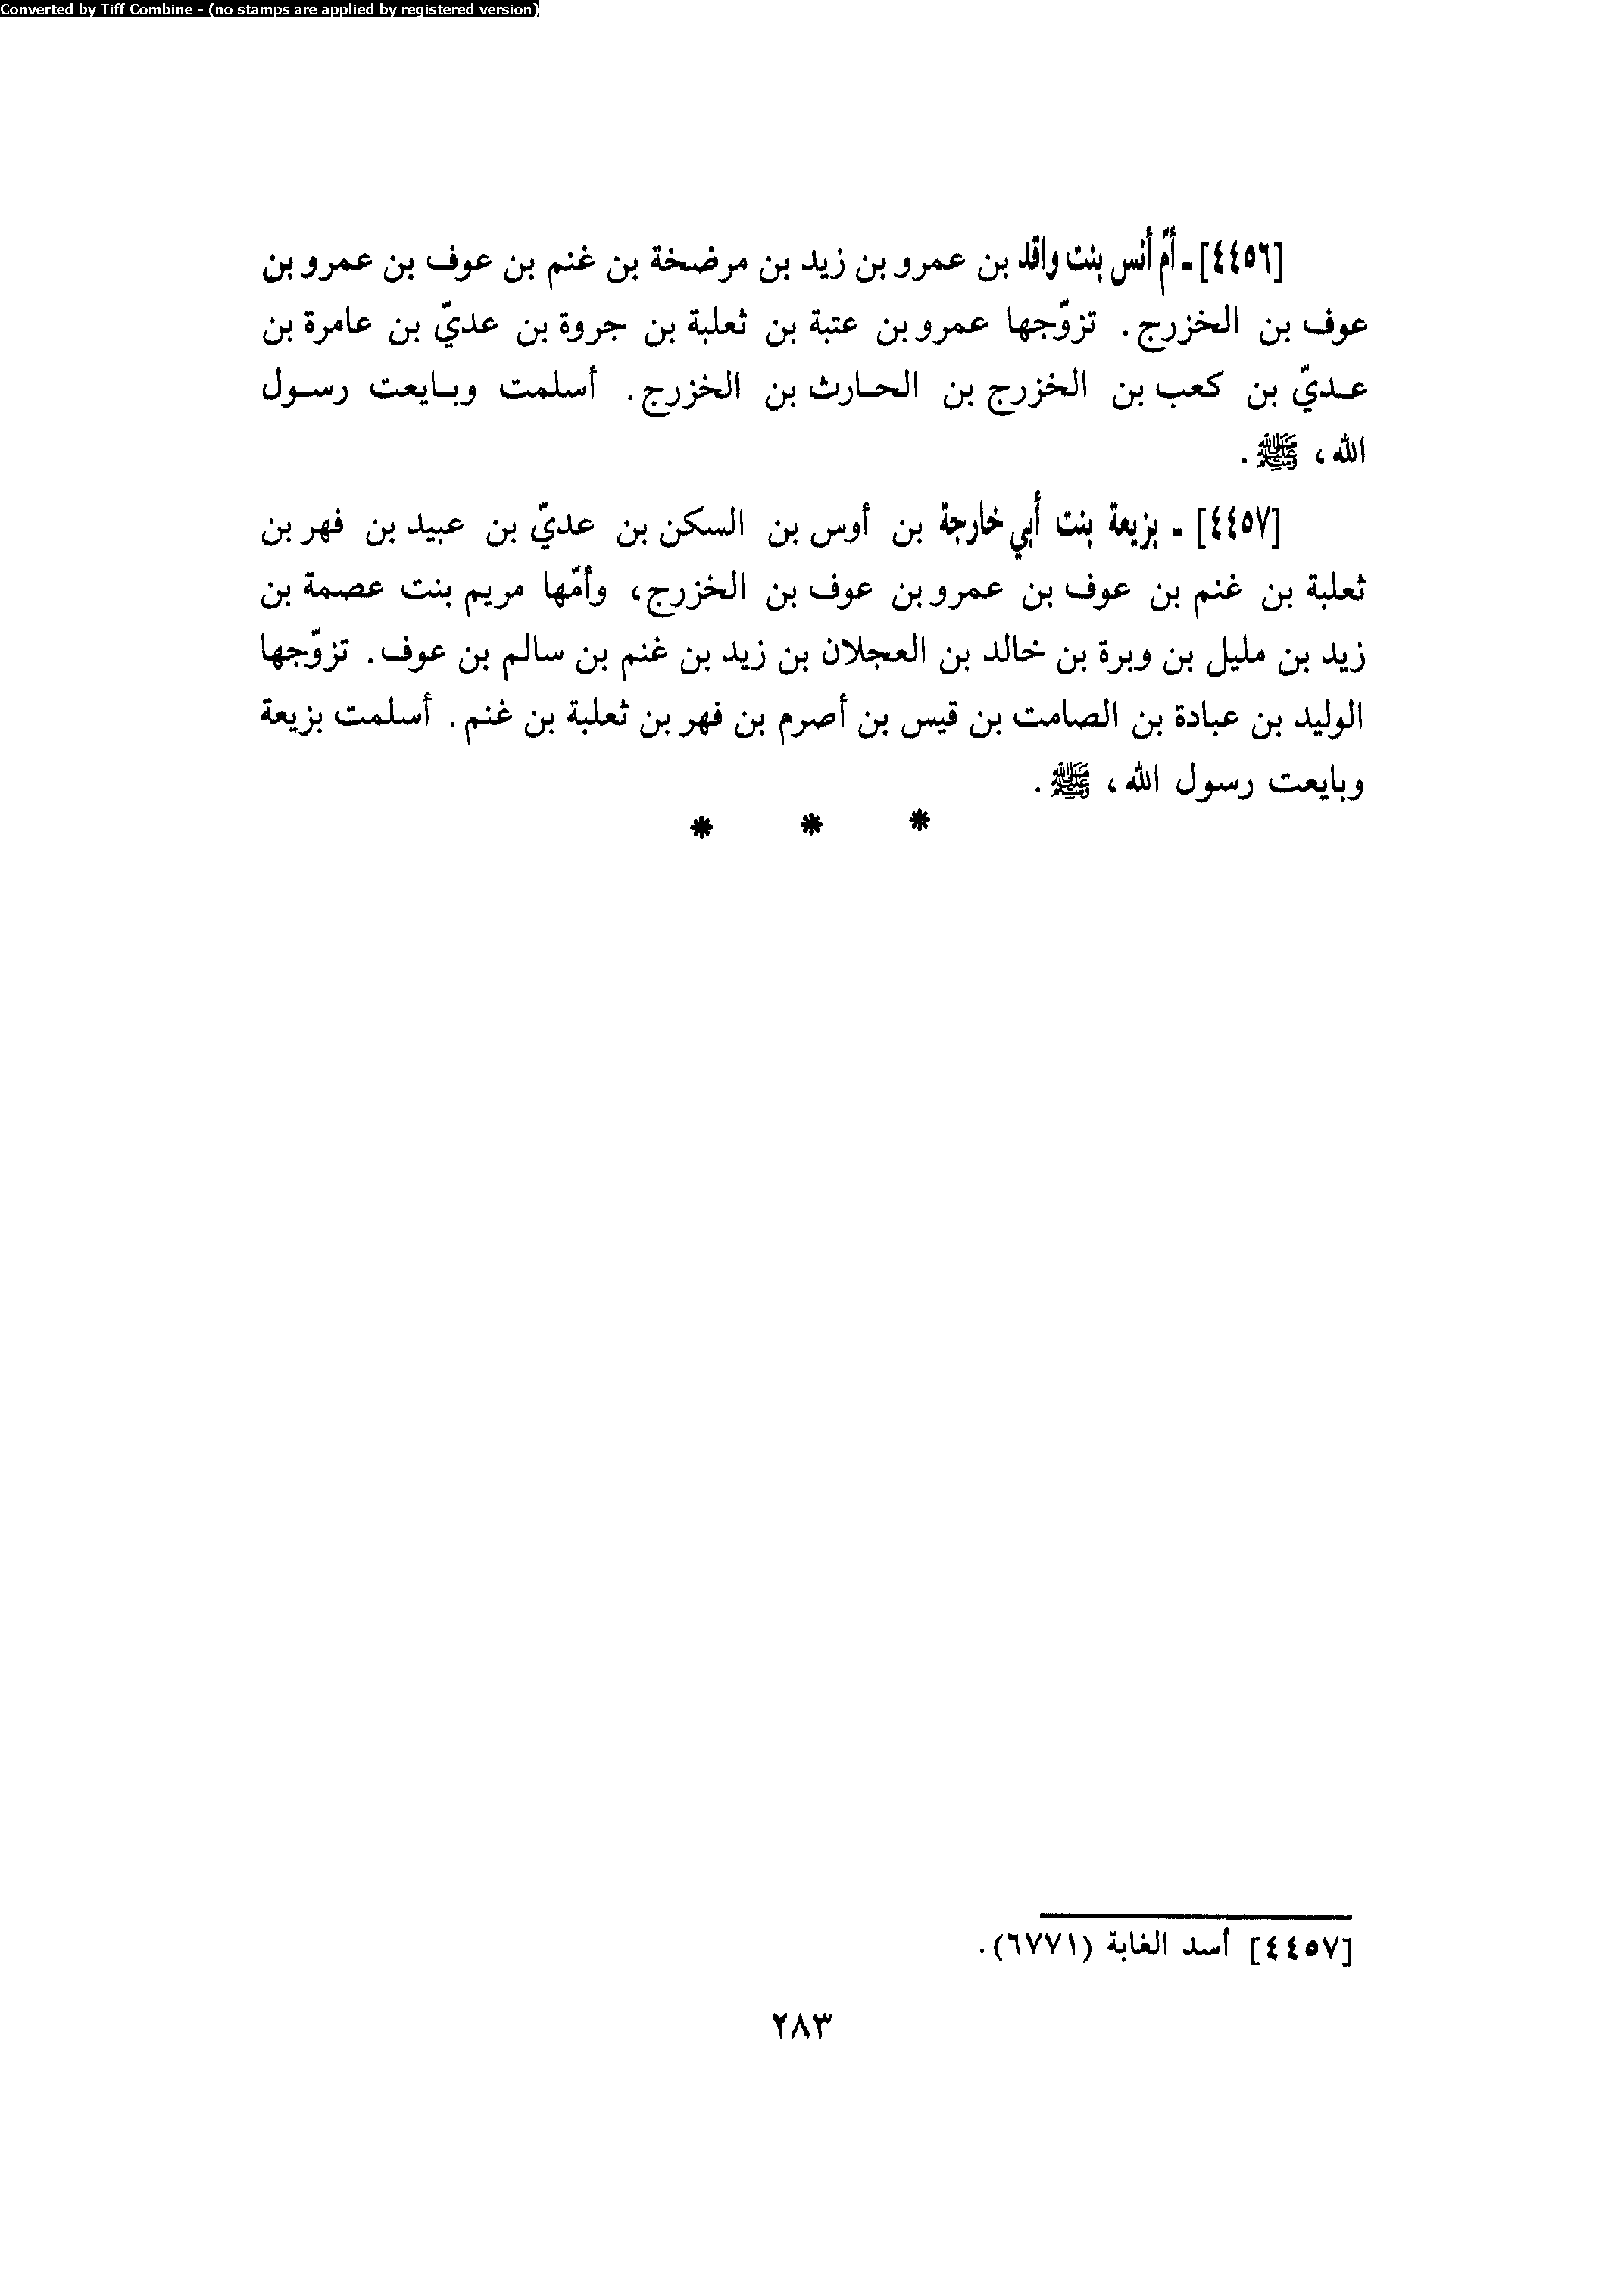 Converted by Tiff Combine - (no stamps are applied by registered version)
[٤٤٥٦] - أمّ أنس بنت واقد بن عمرو بن زيد بن مرضخة بن غنم بن عوف بن عمرو بن
عوف بن الخزرج. تزوّجها عمرو بن عتبة بن ثعلبة بن جروة بن عديّ بن عامرة بن
عـديّ بن كعب بن الخزرج بن الحـارث بن الخزرج. أسلمت وبـايعت رسـول
الله، ﷺ.
[٤٤٥٧] - بزيعة بنت أبي خارجة بن أوس بن السكن بن عديّ بن عبيد بن فهر بن
ثعلبة بن غنم بن عوف بن عمرو بن عوف بن الخزرج، وأمّها مريم بنت عصمة بن
زيد بن مليل بن وبرة بن خالد بن العجلان بن زيد بن غنم بن سالم بن عوف. تزوّجها
الوليد بن عبادة بن الصامت بن قيس بن أصرم بن فهر بن ثعلبة بن غنم. أسلمت بزيعة
وبايعت رسول الله، ﷺ.
* * *
[٤٤٥٧] أسد الغابة (٦٧٧١).
٢٨٣